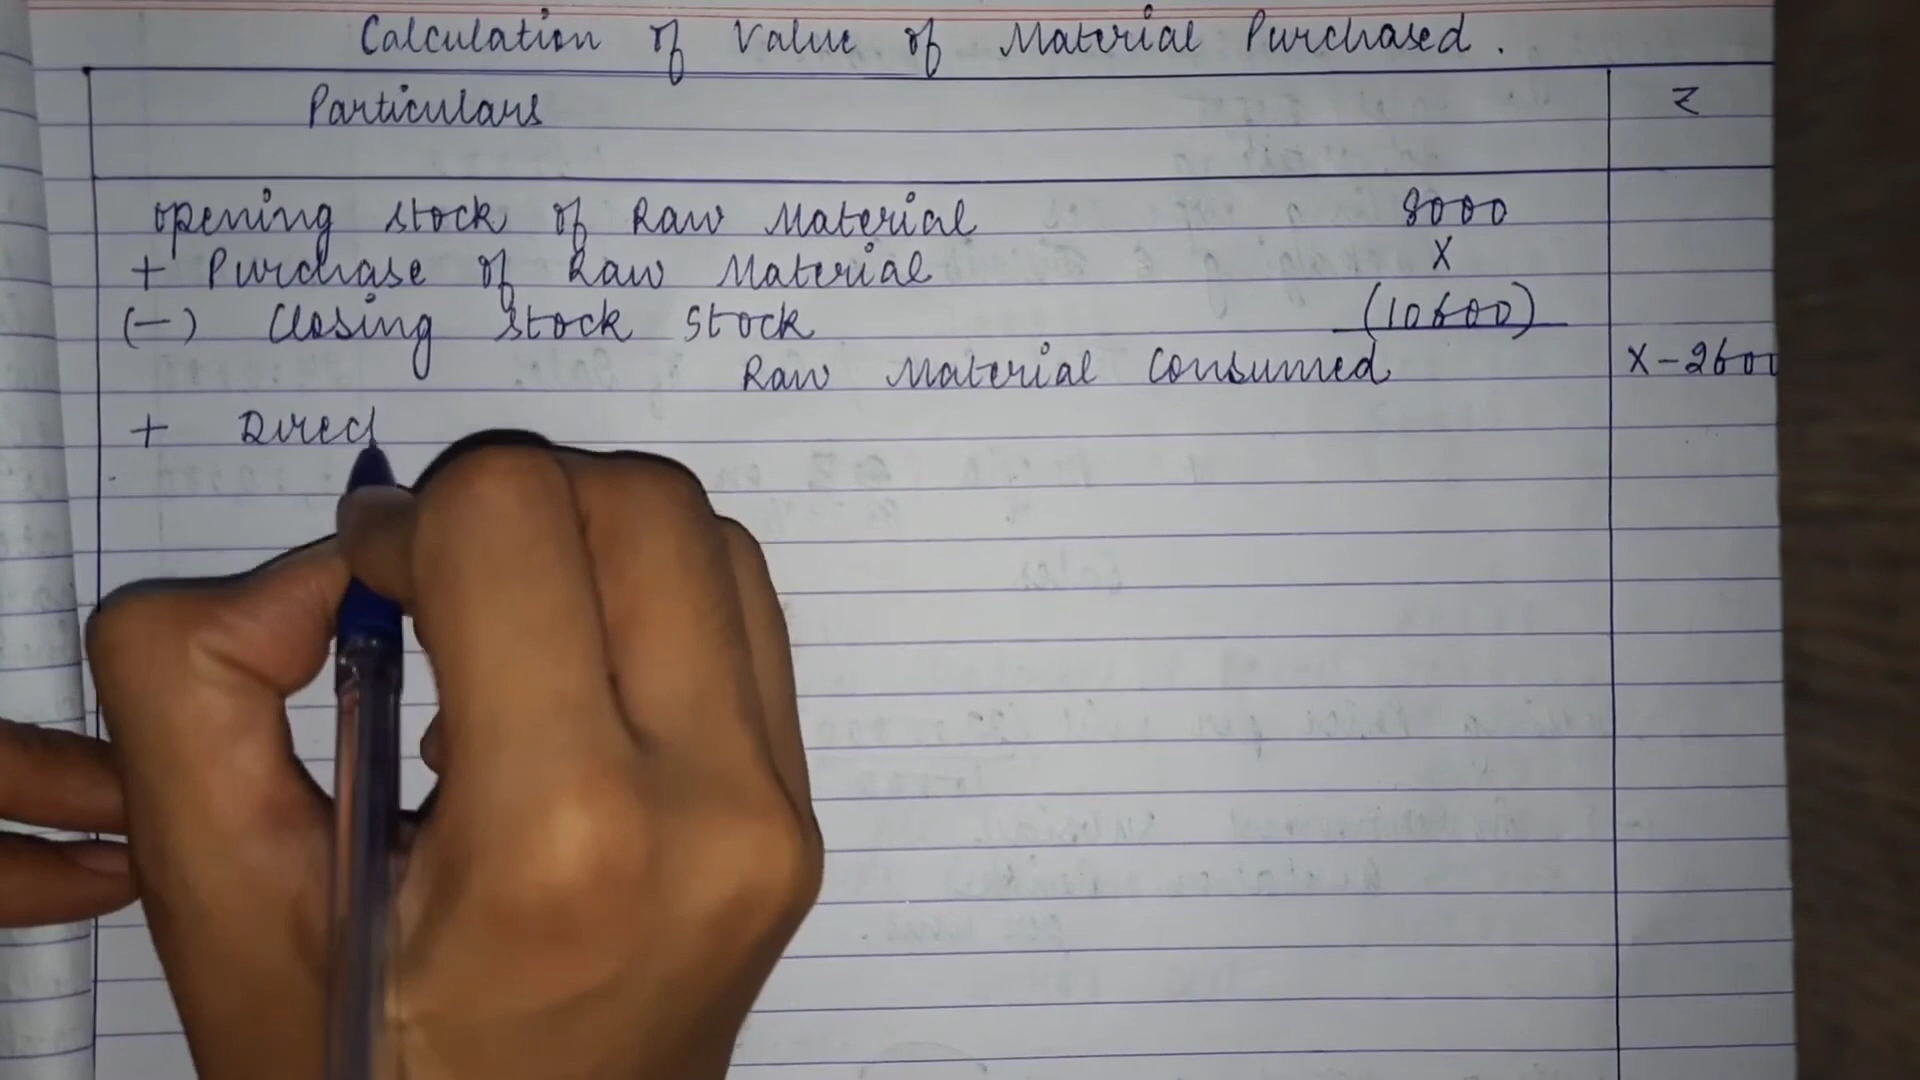 Calculation of Value of Material Purchased.
Particulars ₹
opening stock of Raw Material 8000
+ Purchase of Raw Material X
(-) Closing stock stock (10600)
Raw Material Consumed X-2600
+ Direct